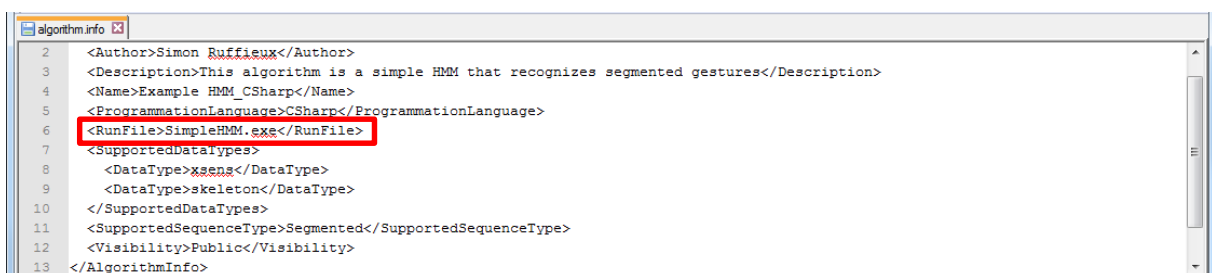 algorithm.info
2 <Author>Simon Ruffieux</Author>
3 <Description>This algorithm is a simple HMM that recognizes segmented gestures</Description>
4 <Name>Example HMM_CSharp</Name>
5 <ProgrammationLanguage>CSharp</ProgrammationLanguage>
6 <RunFile>SimpleHMM.exe</RunFile>
7 <SupportedDataTypes>
8 <DataType>xsens</DataType>
9 <DataType>skeleton</DataType>
10 </SupportedDataTypes>
11 <SupportedSequenceType>Segmented</SupportedSequenceType>
12 <Visibility>Public</Visibility>
13 </AlgorithmInfo>